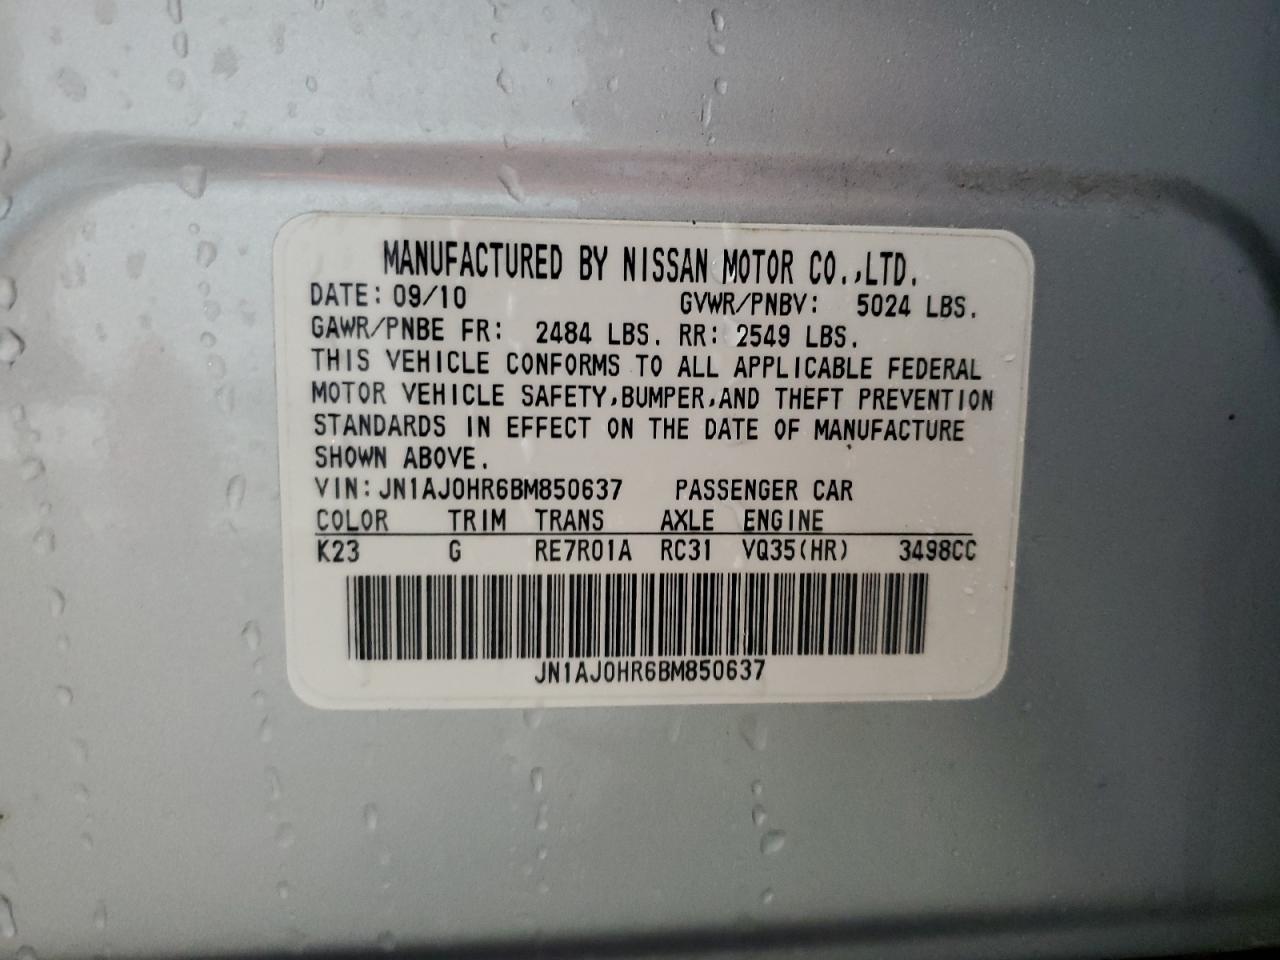 MANUFACTURED BY NISSAN MOTOR CO.,LTD.
DATE: 09/10 GVWR/PNBV: 5024 LBS.
GAWR/PNBE FR: 2484 LBS. RR: 2549 LBS.
THIS VEHICLE CONFORMS TO ALL APPLICABLE FEDERAL
MOTOR VEHICLE SAFETY,BUMPER,AND THEFT PREVENTION
STANDARDS IN EFFECT ON THE DATE OF MANUFACTURE
SHOWN ABOVE.
VIN: JN1AJ0HR6BM850637 PASSENGER CAR
COLOR TRIM TRANS AXLE ENGINE
K23 G RE7R01A RC31 VQ35(HR) 3498CC
JN1AJ0HR6BM850637